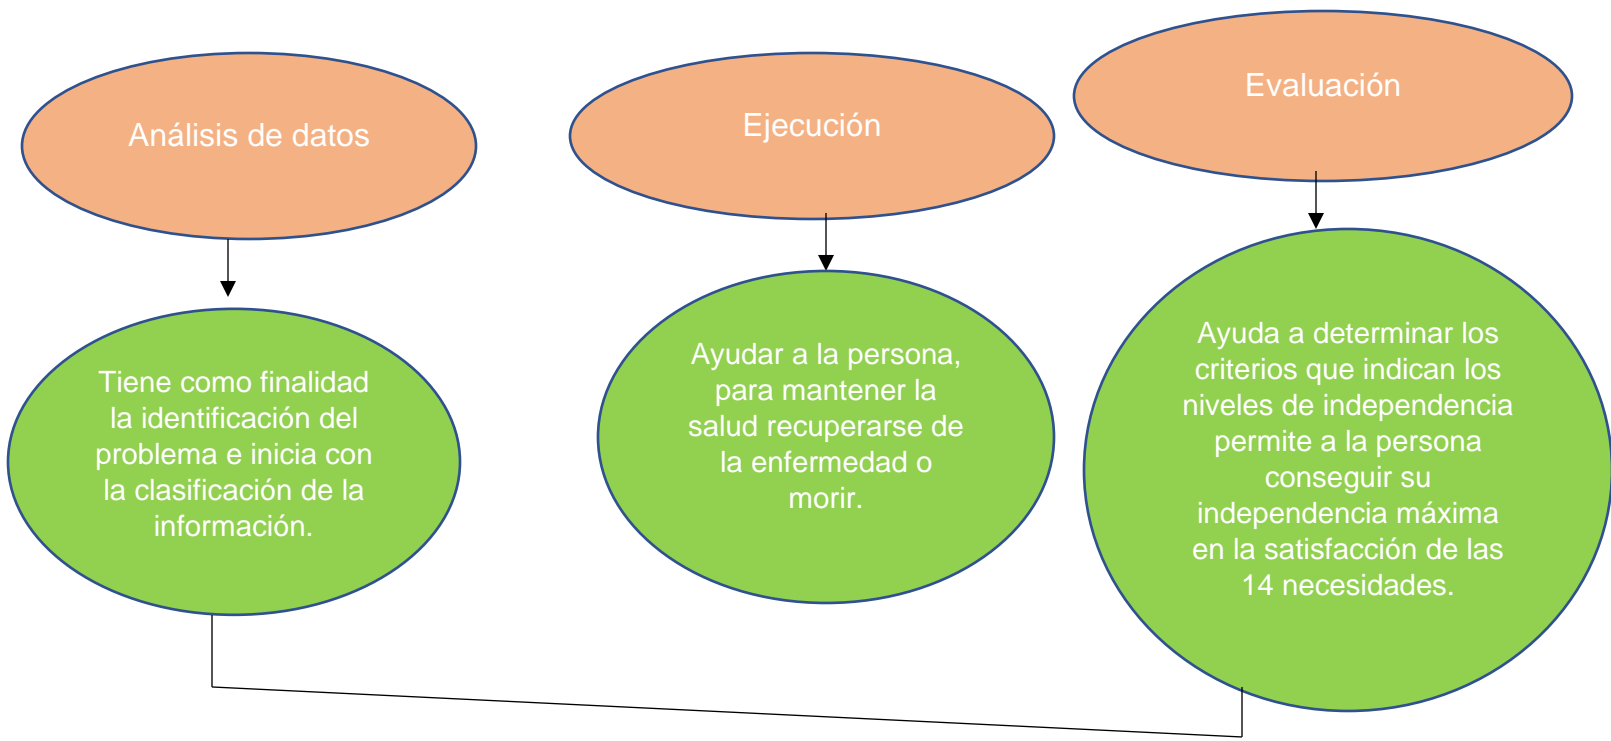 Análisis de datos
Ejecución
Evaluación
Tiene como finalidad
la identificación del
problema e inicia con
la clasificación de la
información.
Ayudar a la persona,
para mantener la
salud recuperarse de
la enfermedad o
morir.
Ayuda a determinar los
criterios que indican los
niveles de independencia
permite a la persona
conseguir su
independencia máxima
en la satisfacción de las
14 necesidades.